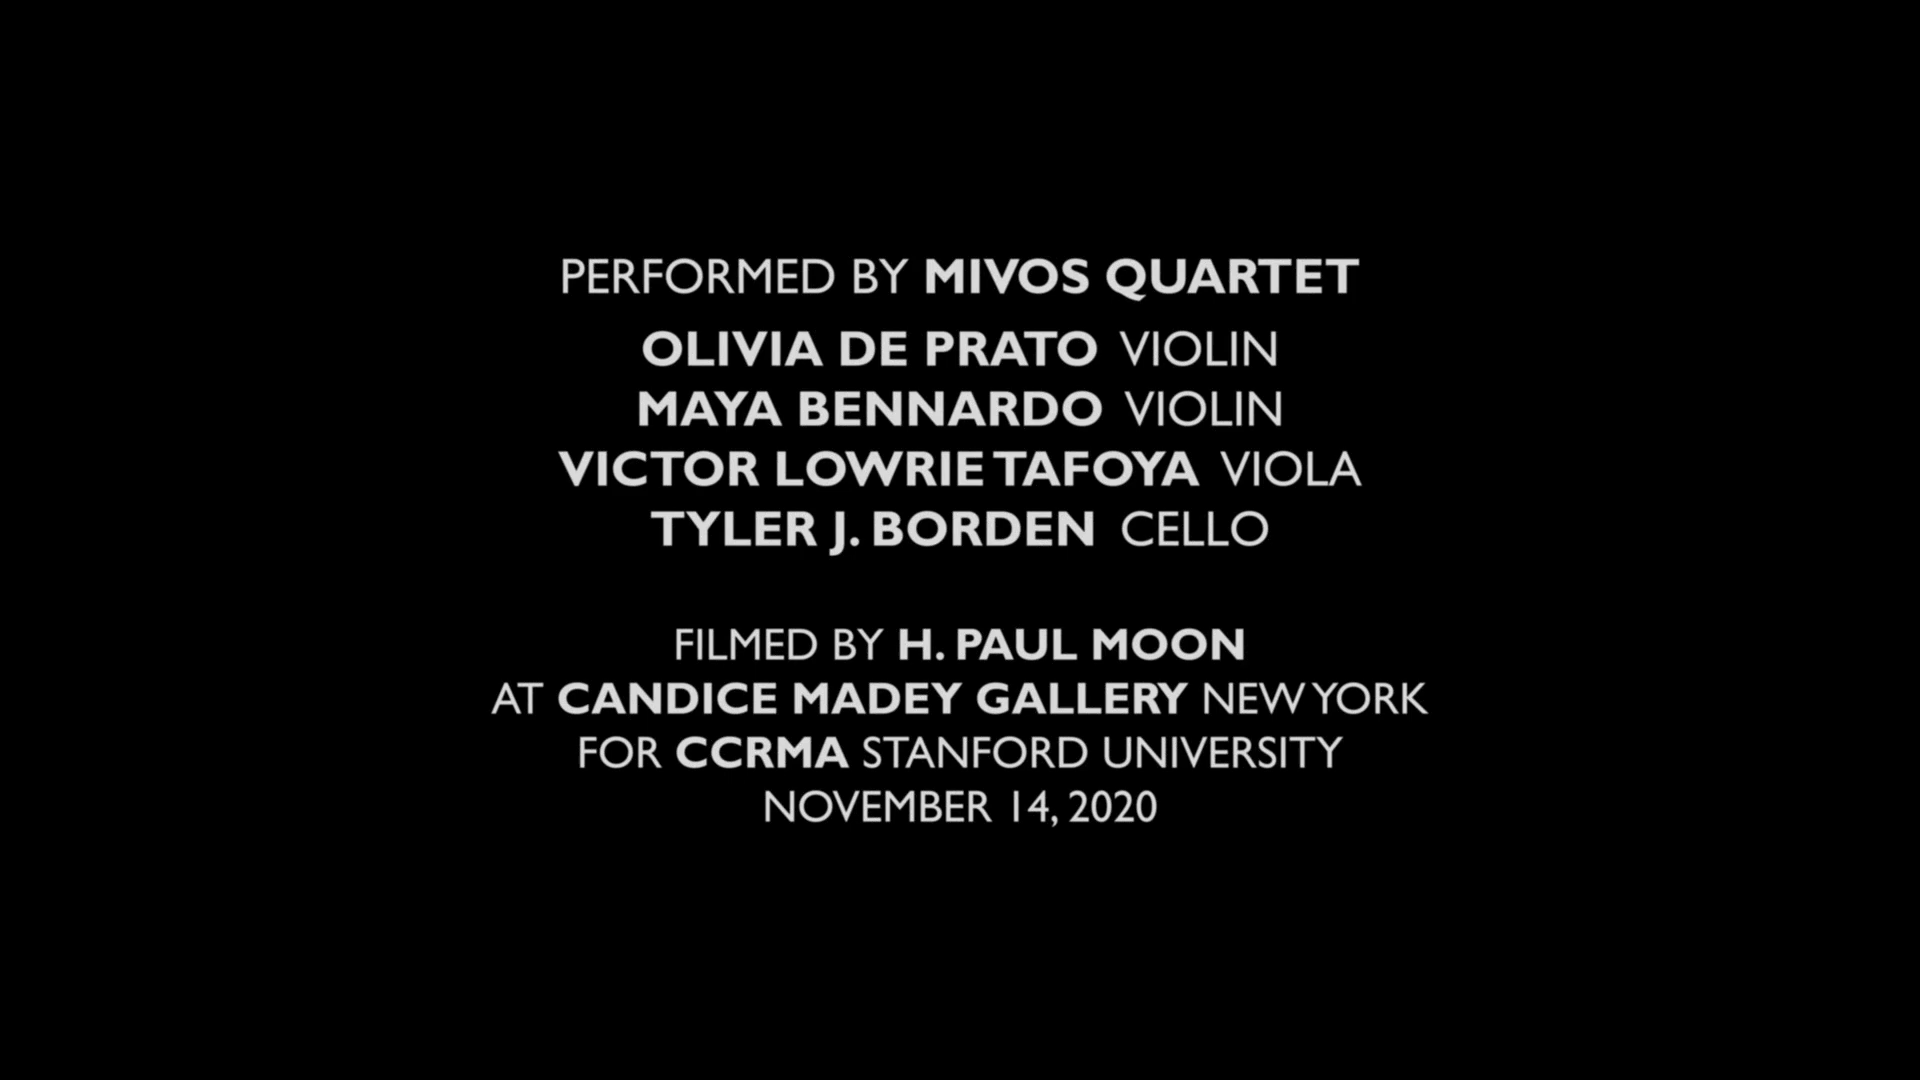 PERFORMED BY MIVOS QUARTET
OLIVIA DE PRATO VIOLIN
MAYA BENNARDO VIOLIN
VICTOR LOWRIE TAFOYA VIOLA
TYLER J. BORDEN CELLO
FILMED BY H. PAUL MOON
AT CANDICE MADEY GALLERY NEW YORK
FOR CCRMA STANFORD UNIVERSITY
NOVEMBER 14, 2020